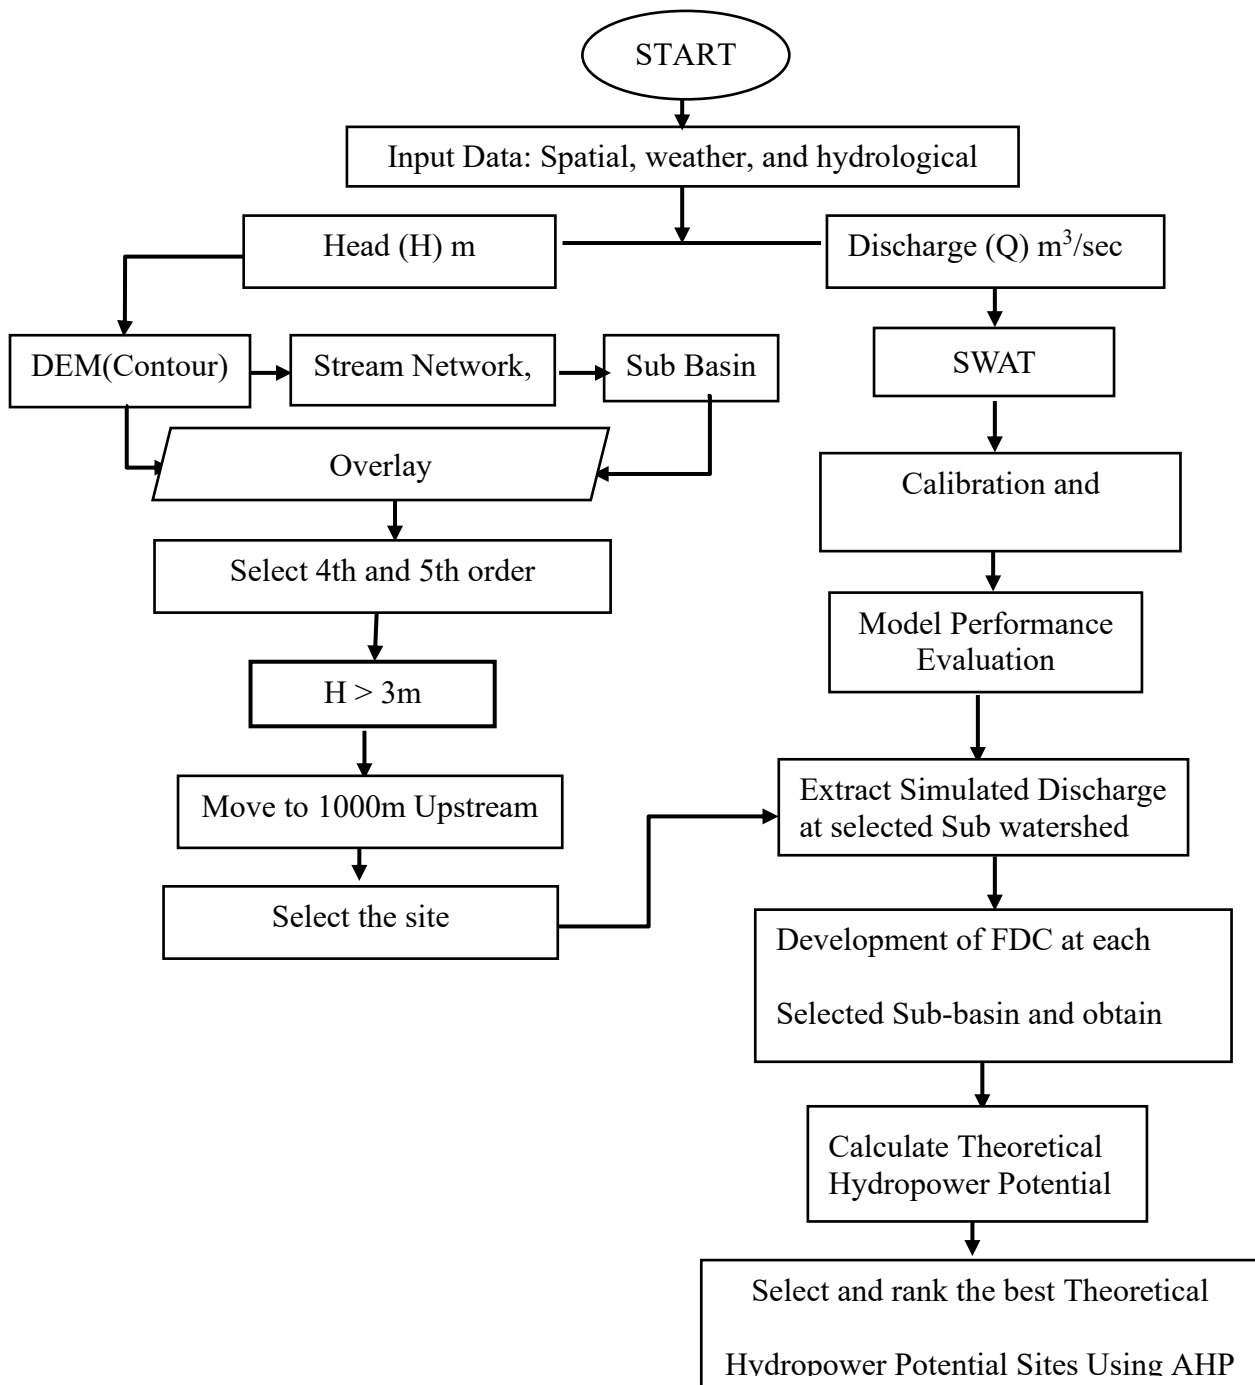 START
Input Data: Spatial, weather, and hydrological
Head (H) m
Discharge (Q) m³/sec
DEM(Contour)
Stream Network,
Sub Basin
SWAT
Overlay
Calibration and
Select 4th and 5th order
Model Performance
Evaluation
H > 3m
Move to 1000m Upstream
Extract Simulated Discharge
at selected Sub watershed
Select the site
Development of FDC at each
Selected Sub-basin and obtain
Calculate Theoretical
Hydropower Potential
Select and rank the best Theoretical
Hydropower Potential Sites Using AHP